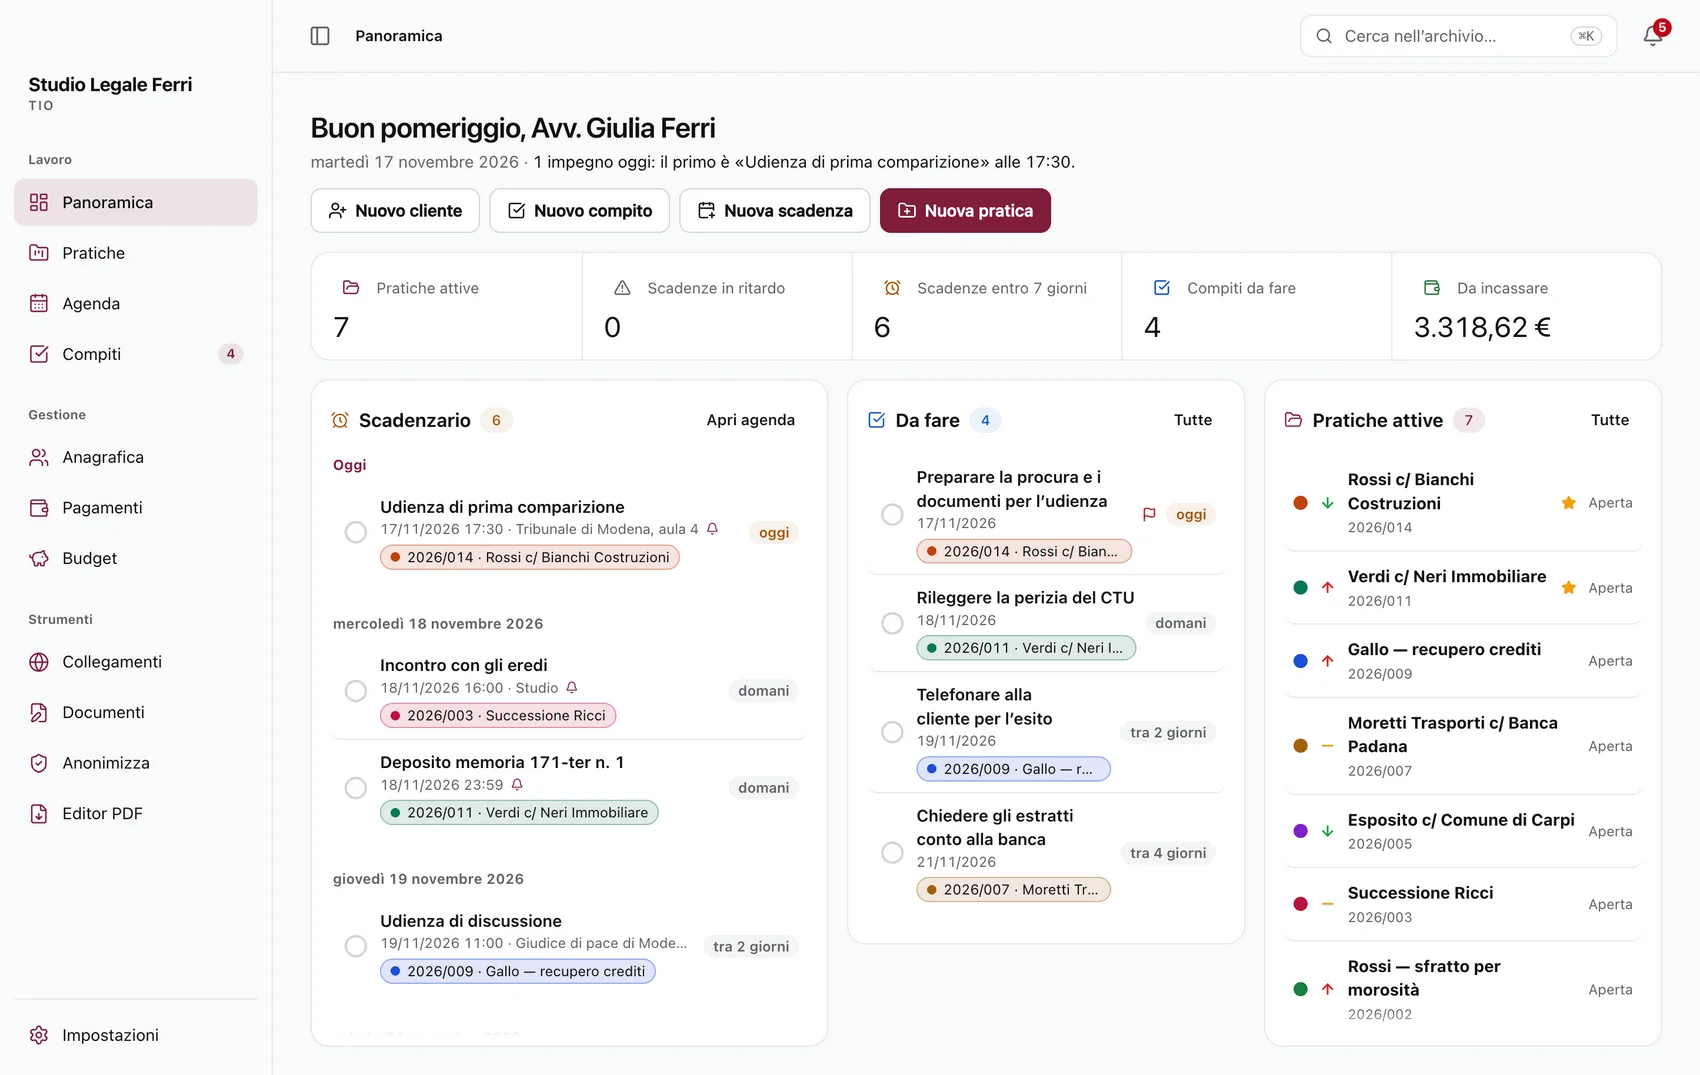 Studio Legale Ferri
TIO
Lavoro
Panoramica
Pratiche
Agenda
Compiti 4
Gestione
Anagrafica
Pagamenti
Budget
Strumenti
Collegamenti
Documenti
Anonimizza
Editor PDF
Impostazioni
Panoramica
Cerca nell’archivio... ⌘K
5
Buon pomeriggio, Avv. Giulia Ferri
martedì 17 novembre 2026 · 1 impegno oggi: il primo è «Udienza di prima comparizione» alle 17:30.
Nuovo cliente
Nuovo compito
Nuova scadenza
Nuova pratica
Pratiche attive
7
Scadenze in ritardo
0
Scadenze entro 7 giorni
6
Compiti da fare
4
Da incassare
3.318,62 €
Scadenzario 6 Apri agenda
Oggi
Udienza di prima comparizione
17/11/2026 17:30 · Tribunale di Modena, aula 4
oggi
2026/014 · Rossi c/ Bianchi Costruzioni
mercoledì 18 novembre 2026
Incontro con gli eredi
18/11/2026 16:00 · Studio
domani
2026/003 · Successione Ricci
Deposito memoria 171-ter n. 1
18/11/2026 23:59
domani
2026/011 · Verdi c/ Neri Immobiliare
giovedì 19 novembre 2026
Udienza di discussione
19/11/2026 11:00 · Giudice di pace di Mode...
tra 2 giorni
2026/009 · Gallo — recupero crediti
Da fare 4 Tutte
Preparare la procura e i
documenti per l’udienza
17/11/2026
oggi
2026/014 · Rossi c/ Bian...
Rileggere la perizia del CTU
18/11/2026
domani
2026/011 · Verdi c/ Neri I...
Telefonare alla
cliente per l’esito
19/11/2026
tra 2 giorni
2026/009 · Gallo — r...
Chiedere gli estratti
conto alla banca
21/11/2026
tra 4 giorni
2026/007 · Moretti Tr...
Pratiche attive 7 Tutte
Rossi c/ Bianchi
Costruzioni
2026/014
Aperta
Verdi c/ Neri Immobiliare
2026/011
Aperta
Gallo — recupero crediti
2026/009
Aperta
Moretti Trasporti c/ Banca
Padana
2026/007
Aperta
Esposito c/ Comune di Carpi
2026/005
Aperta
Successione Ricci
2026/003
Aperta
Rossi — sfratto per
morosità
2026/002
Aperta